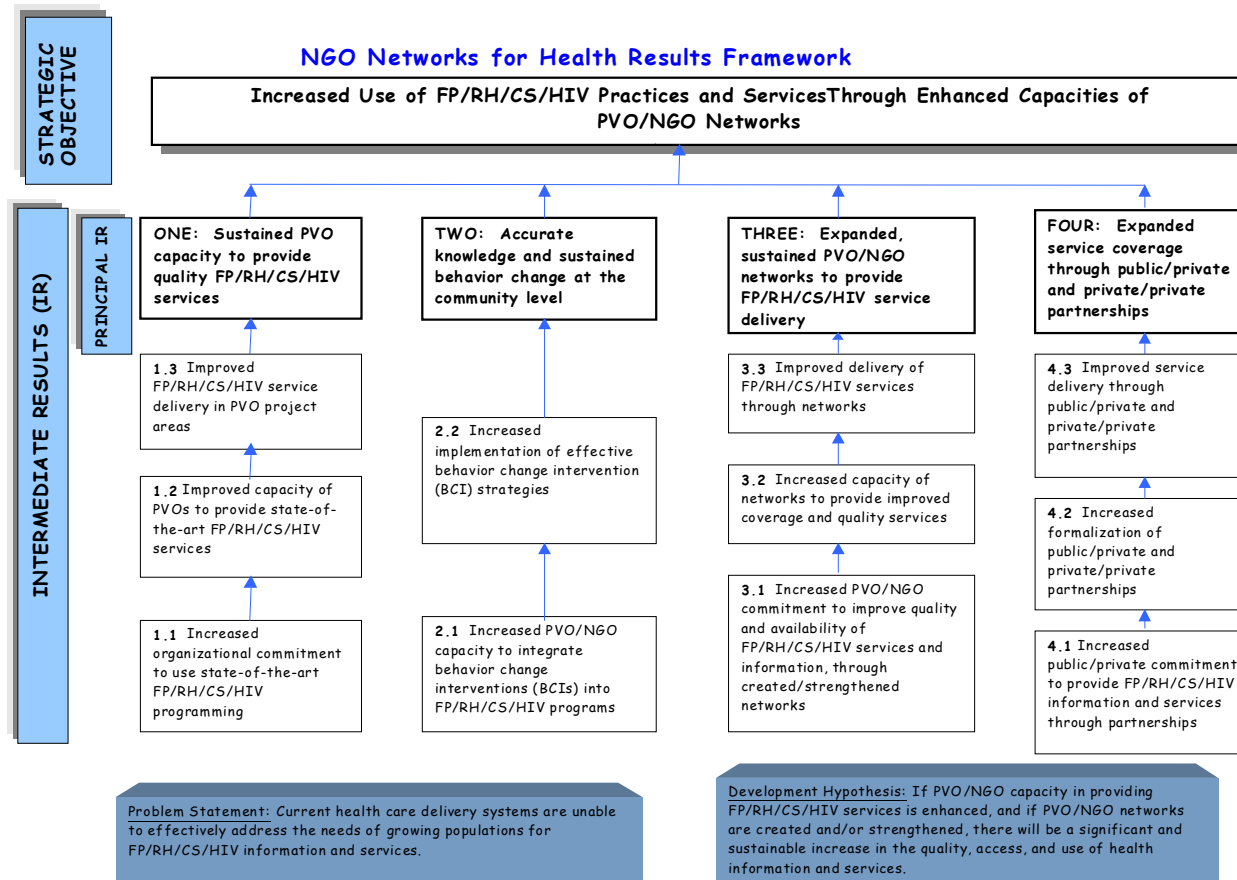 STRATEGIC
OBJECTIVE
NGO Networks for Health Results Framework
Increased Use of FP/RH/CS/HIV Practices and ServicesThrough Enhanced Capacities of
PVO/NGO Networks
INTERMEDIATE RESULTS (IR)
PRINCIPAL IR
ONE: Sustained PVO
capacity to provide
quality FP/RH/CS/HIV
services
TWO: Accurate
knowledge and sustained
behavior change at the
community level
THREE: Expanded,
sustained PVO/NGO
networks to provide
FP/RH/CS/HIV service
delivery
FOUR: Expanded
service coverage
through public/private
and private/private
partnerships
1.3 Improved
FP/RH/CS/HIV service
delivery in PVO project
areas
1.2 Improved capacity of
PVOs to provide state-of-
the-art FP/RH/CS/HIV
services
1.1 Increased
organizational commitment
to use state-of-the-art
FP/RH/CS/HIV
programming
2.2 Increased
implementation of effective
behavior change intervention
(BCI) strategies
2.1 Increased PVO/NGO
capacity to integrate
behavior change
interventions (BCIs) into
FP/RH/CS/HIV programs
3.3 Improved delivery of
FP/RH/CS/HIV services
through networks
3.2 Increased capacity of
networks to provide improved
coverage and quality services
3.1 Increased PVO/NGO
commitment to improve quality
and availability of
FP/RH/CS/HIV services and
information, through
created/strengthened
networks
4.3 Improved service
delivery through
public/private and
private/private
partnerships
4.2 Increased
formalization of
public/private and
private/private
partnerships
4.1 Increased
public/private commitment
to provide FP/RH/CS/HIV
information and services
through partnerships
Problem Statement: Current health care delivery systems are unable
to effectively address the needs of growing populations for
FP/RH/CS/HIV information and services.
Development Hypothesis: If PVO/NGO capacity in providing
FP/RH/CS/HIV services is enhanced, and if PVO/NGO networks
are created and/or strengthened, there will be a significant and
sustainable increase in the quality, access, and use of health
information and services.